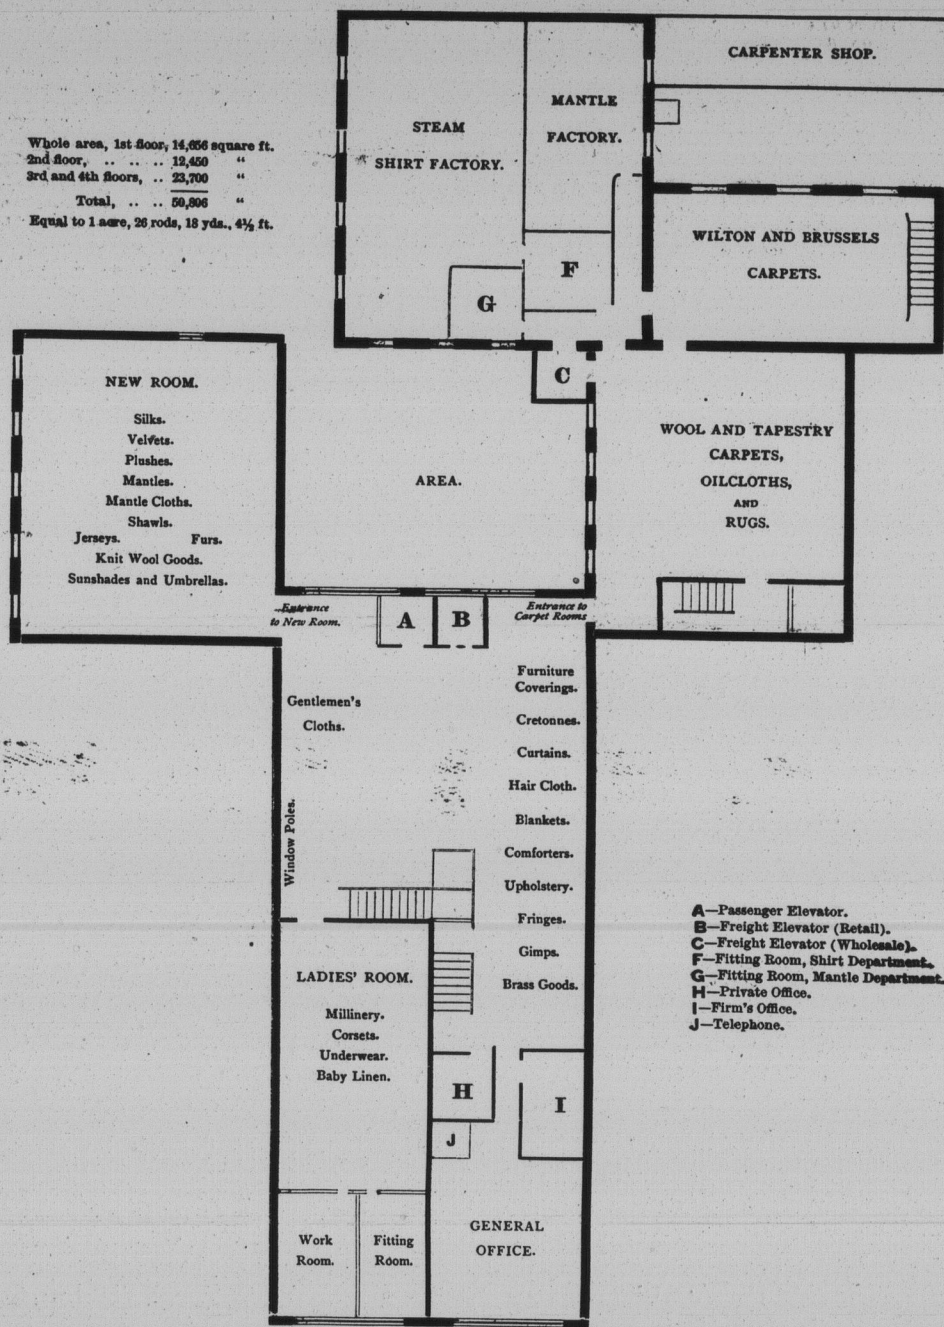 CARPENTER SHOP.
MANTLE
FACTORY.
STEAM
SHIRT FACTORY.
Whole area, 1st floor, 14,656 square ft.
2nd floor, .. .. .. 12,450 "
3rd and 4th floors, .. 23,700 "
Total, .. .. 50,806 "
Equal to 1 acre, 26 rods, 18 yds., 4½ ft.
WILTON AND BRUSSELS
CARPETS.
F
G
C
NEW ROOM.
Silks.
Velvets.
Plushes.
Mantles.
Mantle Cloths.
Shawls.
Jerseys. Furs.
Knit Wool Goods.
Sunshades and Umbrellas.
AREA.
WOOL AND TAPESTRY
CARPETS,
OILCLOTHS,
AND
RUGS.
Entrance
to New Room.
A
B
Entrance to
Carpet Rooms
Gentlemen's
Cloths.
Window Poles.
Furniture
Coverings.
Cretonnes.
Curtains.
Hair Cloth.
Blankets.
Comforters.
Upholstery.
Fringes.
Gimps.
Brass Goods.
A—Passenger Elevator.
B—Freight Elevator (Retail).
C—Freight Elevator (Wholesale).
F—Fitting Room, Shirt Department.
G—Fitting Room, Mantle Department.
H—Private Office.
I—Firm's Office.
J—Telephone.
LADIES' ROOM.
Millinery.
Corsets.
Underwear.
Baby Linen.
H
I
J
Work
Room.
Fitting
Room.
GENERAL
OFFICE.